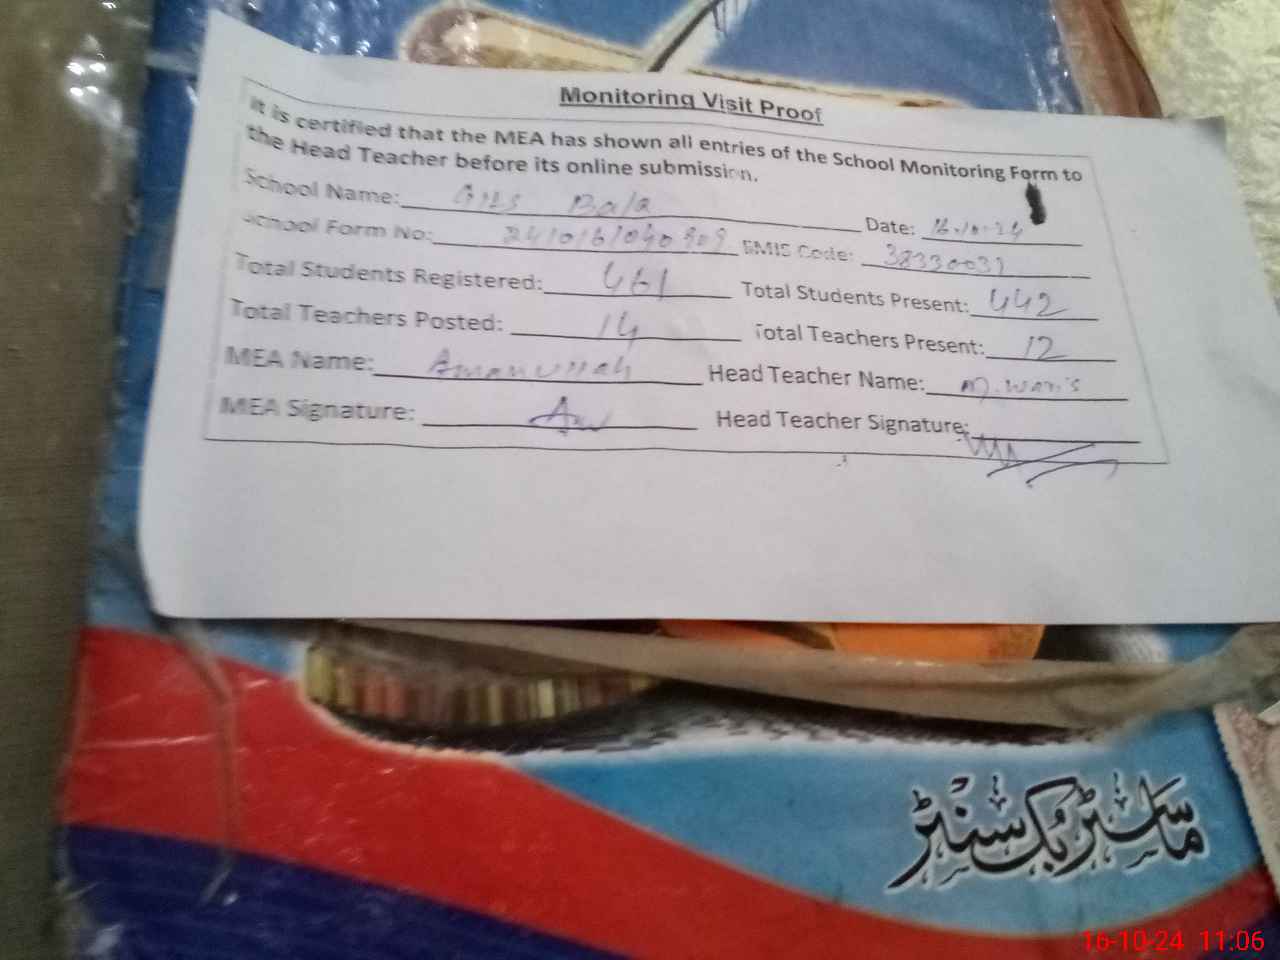 Monitoring Visit Proof
It is certified that the MEA has shown all entries of the School Monitoring Form to
the Head Teacher before its online submission.
School Name: GHS Bala Date: 16.10.24
School Form No: EMIS Code:
Total Students Registered: 461 Total Students Present: 442
Total Teachers Posted: 14 Total Teachers Present: 12
MEA Name: Amanullah Head Teacher Name: M. Waris
MEA Signature: Head Teacher Signature:
ماسٹر بک سنٹر
16-10-24 11:06